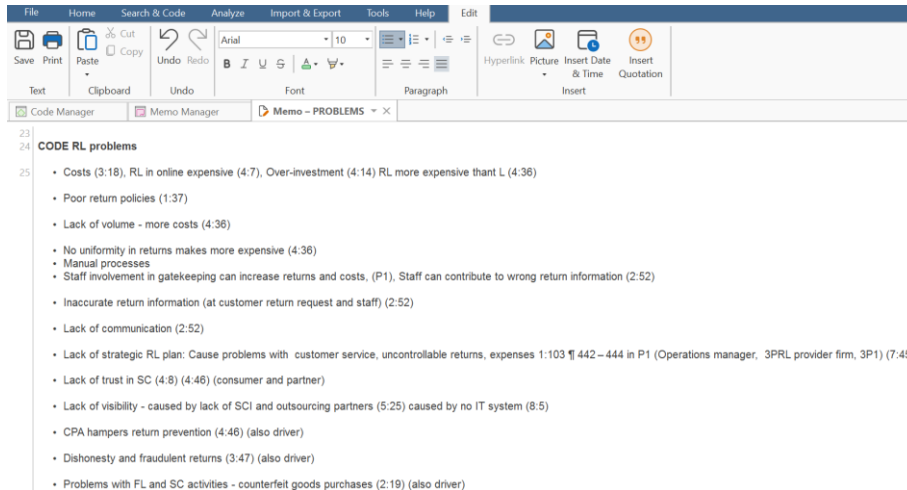 File Home Search & Code Analyze Import & Export Tools Help Edit
Cut
Arial 10
Copy
Save Print Paste Undo Redo Hyperlink Picture Insert Date & Time Insert Quotation
B I U S A
Text Clipboard Undo Font Paragraph Insert
Code Manager Memo Manager Memo – PROBLEMS
23
24 CODE RL problems
25 • Costs (3:18), RL in online expensive (4:7), Over-investment (4:14) RL more expensive thant L (4:36)
• Poor return policies (1:37)
• Lack of volume - more costs (4:36)
• No uniformity in returns makes more expensive (4:36)
• Manual processes
• Staff involvement in gatekeeping can increase returns and costs, (P1), Staff can contribute to wrong return information (2:52)
• Inaccurate return information (at customer return request and staff) (2:52)
• Lack of communication (2:52)
• Lack of strategic RL plan: Cause problems with customer service, uncontrollable returns, expenses 1:103 ¶ 442 – 444 in P1 (Operations manager, 3PRL provider firm, 3P1) (7:45
• Lack of trust in SC (4:8) (4:46) (consumer and partner)
• Lack of visibility - caused by lack of SCI and outsourcing partners (5:25) caused by no IT system (8:5)
• CPA hampers return prevention (4:46) (also driver)
• Dishonesty and fraudulent returns (3:47) (also driver)
• Problems with FL and SC activities - counterfeit goods purchases (2:19) (also driver)